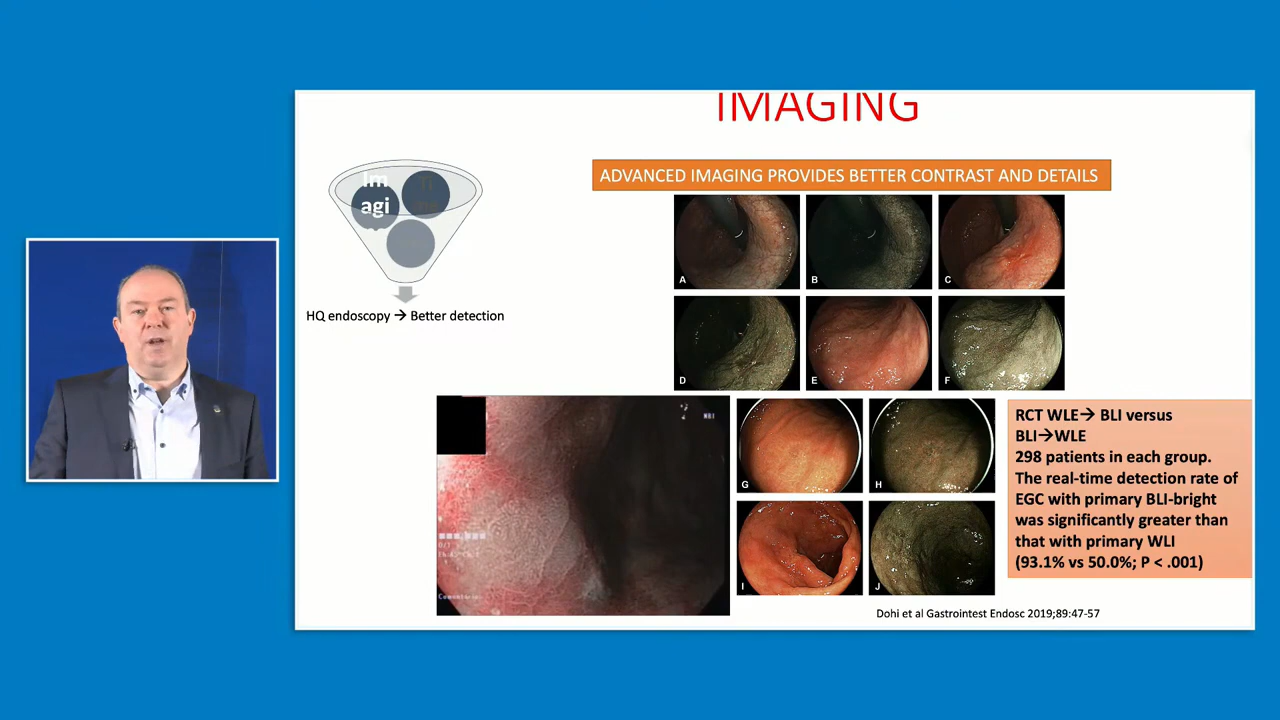 IMAGING
Im
agi
HQ endoscopy → Better detection
ADVANCED IMAGING PROVIDES BETTER CONTRAST AND DETAILS
A
B
C
D
E
F
G
H
I
J
RCT WLE→ BLI versus
BLI→WLE
298 patients in each group.
The real-time detection rate of
EGC with primary BLI-bright
was significantly greater than
that with primary WLI
(93.1% vs 50.0%; P < .001)
Dohi et al Gastrointest Endosc 2019;89:47-57